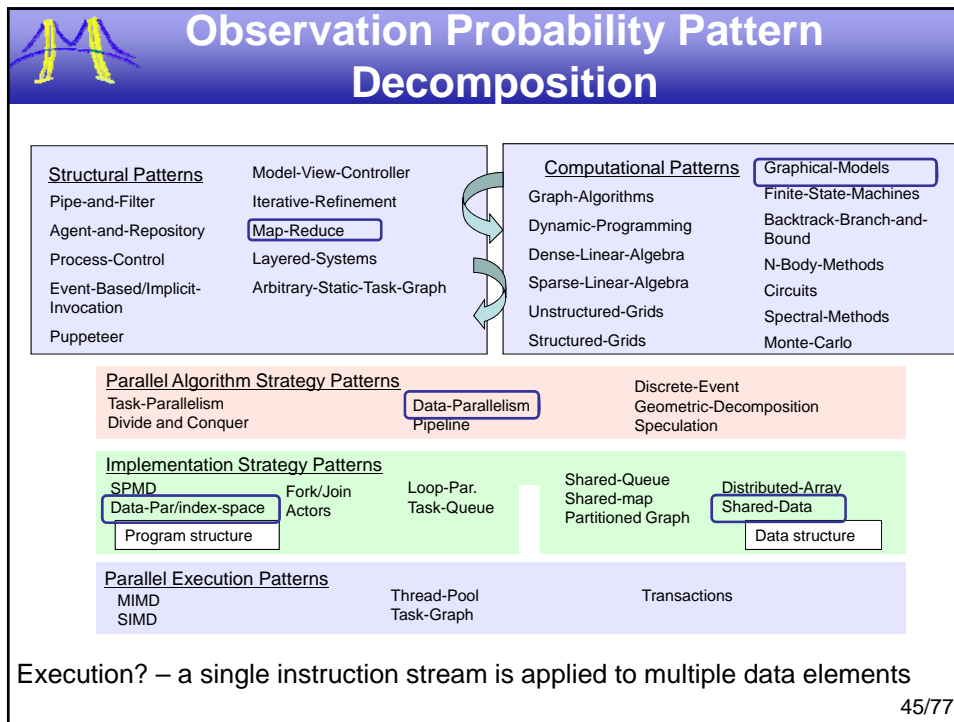 Observation Probability Pattern
Decomposition
Structural Patterns
Pipe-and-Filter
Agent-and-Repository
Process-Control
Event-Based/Implicit-
Invocation
Puppeteer
Model-View-Controller
Iterative-Refinement
Map-Reduce
Layered-Systems
Arbitrary-Static-Task-Graph
Computational Patterns
Graph-Algorithms
Dynamic-Programming
Dense-Linear-Algebra
Sparse-Linear-Algebra
Unstructured-Grids
Structured-Grids
Graphical-Models
Finite-State-Machines
Backtrack-Branch-and-
Bound
N-Body-Methods
Circuits
Spectral-Methods
Monte-Carlo
Parallel Algorithm Strategy Patterns
Task-Parallelism
Divide and Conquer
Data-Parallelism
Pipeline
Discrete-Event
Geometric-Decomposition
Speculation
Implementation Strategy Patterns
SPMD
Data-Par/index-space
Fork/Join
Actors
Loop-Par.
Task-Queue
Program structure
Shared-Queue
Shared-map
Partitioned Graph
Distributed-Array
Shared-Data
Data structure
Parallel Execution Patterns
MIMD
SIMD
Thread-Pool
Task-Graph
Transactions
Execution? – a single instruction stream is applied to multiple data elements
45/77